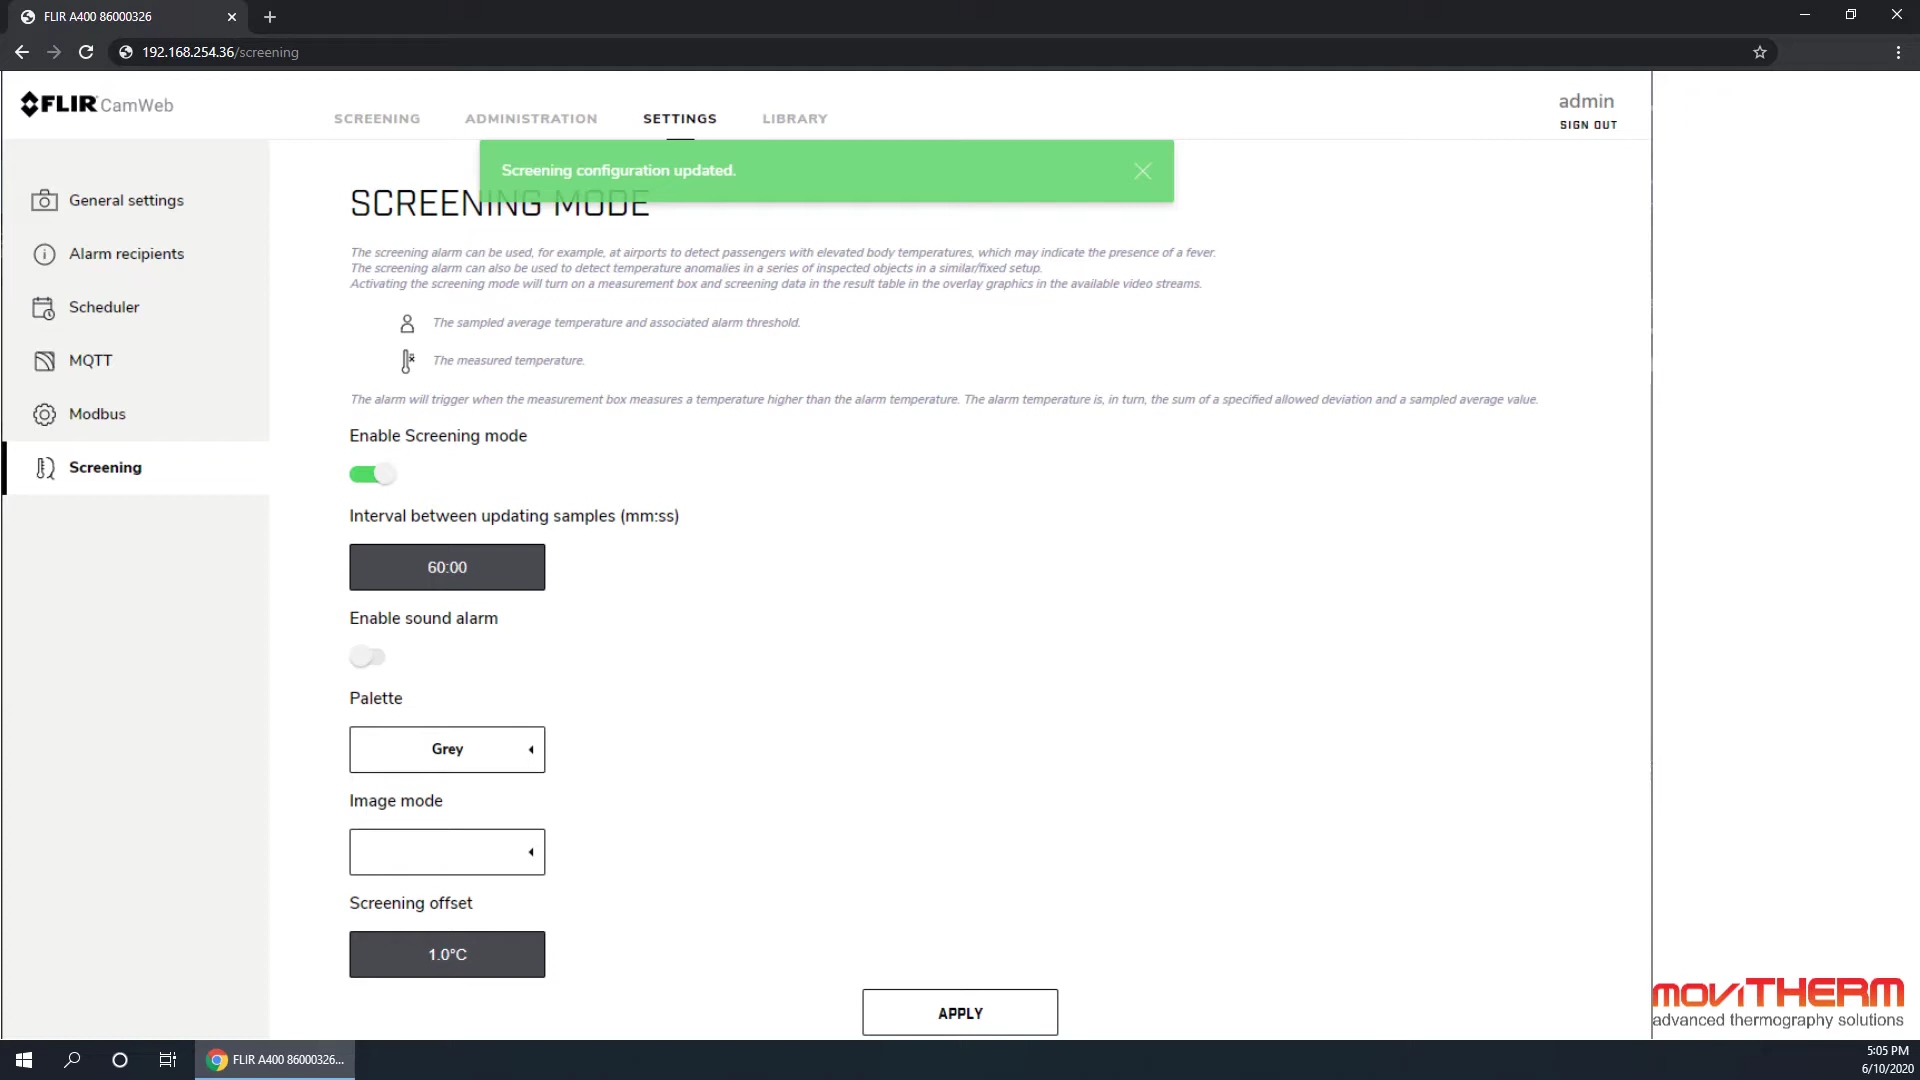 FLIR A400 86000326
192.168.254.36/screening
FLIR CamWeb
SCREENING
ADMINISTRATION
SETTINGS
LIBRARY
admin
SIGN OUT
Screening configuration updated.
General settings
Alarm recipients
Scheduler
MQTT
Modbus
Screening
SCREENING MODE
The screening alarm can be used, for example, at airports to detect passengers with elevated body temperatures, which may indicate the presence of a fever.
The screening alarm can also be used to detect temperature anomalies in a series of inspected objects in a similar/fixed setup.
Activating the screening mode will turn on a measurement box and screening data in the result table in the overlay graphics in the available video streams.
The sampled average temperature and associated alarm threshold.
The measured temperature.
The alarm will trigger when the measurement box measures a temperature higher than the alarm temperature. The alarm temperature is, in turn, the sum of a specified allowed deviation and a sampled average value.
Enable Screening mode
Interval between updating samples (mm:ss)
60:00
Enable sound alarm
Palette
Grey
Image mode
Screening offset
1.0°C
APPLY
moviTHERM
advanced thermography solutions
FLIR A400 86000326...
5:05 PM
6/10/2020